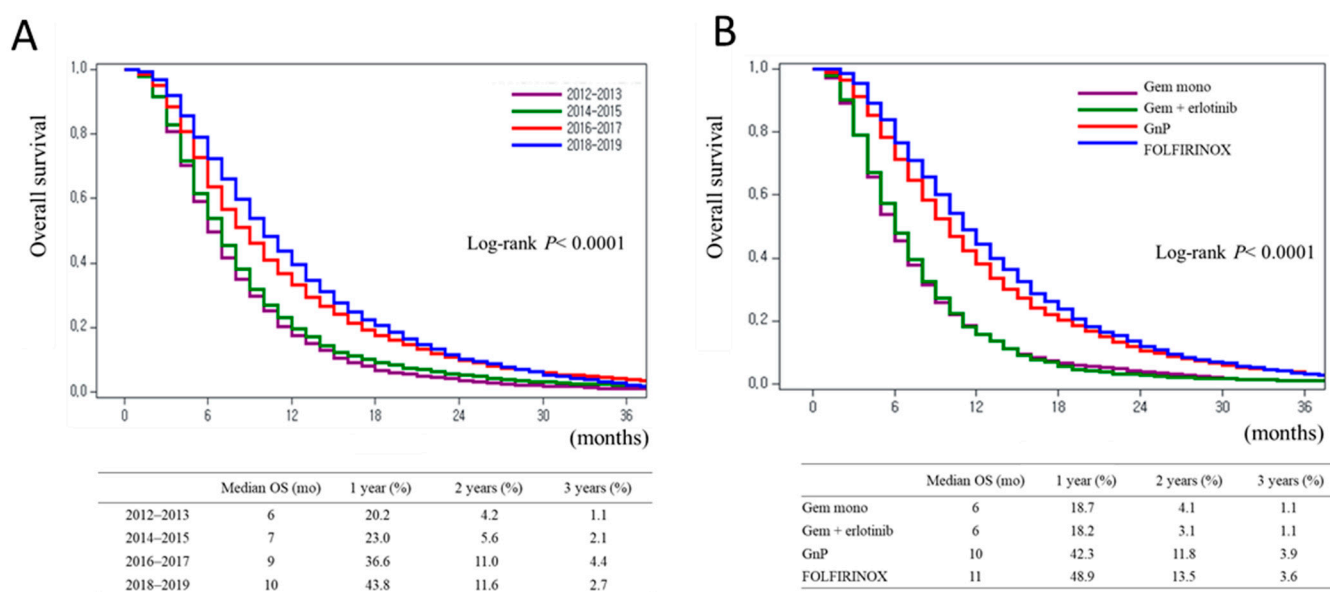 A
Overall survival
1,0
0,8
0,6
0,4
0,2
0,0
2012–2013
2014–2015
2016–2017
2018–2019
Log-rank P< 0.0001
0 6 12 18 24 30 36
(months)
Median OS (mo) 1 year (%) 2 years (%) 3 years (%)
2012–2013 6 20.2 4.2 1.1
2014–2015 7 23.0 5.6 2.1
2016–2017 9 36.6 11.0 4.4
2018–2019 10 43.8 11.6 2.7
B
Overall survival
1,0
0,8
0,6
0,4
0,2
0,0
Gem mono
Gem + erlotinib
GnP
FOLFIRINOX
Log-rank P< 0.0001
0 6 12 18 24 30 36
(months)
Median OS (mo) 1 year (%) 2 years (%) 3 years (%)
Gem mono 6 18.7 4.1 1.1
Gem + erlotinib 6 18.2 3.1 1.1
GnP 10 42.3 11.8 3.9
FOLFIRINOX 11 48.9 13.5 3.6